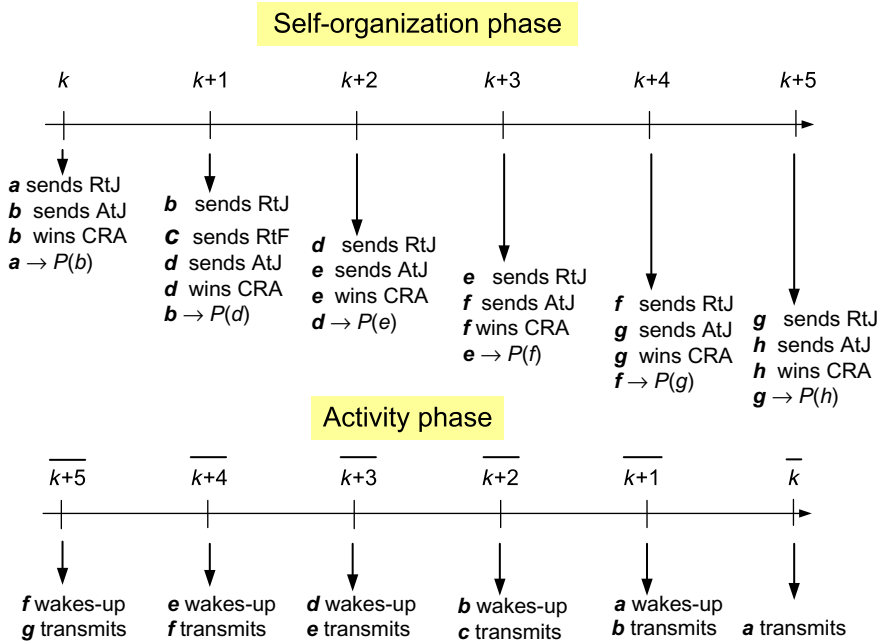 Self-organization phase
k k+1 k+2 k+3 k+4 k+5
a sends RtJ
b sends AtJ
b wins CRA
a → P(b)
b sends RtJ
c sends RtF
d sends AtJ
d wins CRA
b → P(d)
d sends RtJ
e sends AtJ
e wins CRA
d → P(e)
e sends RtJ
f sends AtJ
f wins CRA
e → P(f)
f sends RtJ
g sends AtJ
g wins CRA
f → P(g)
g sends RtJ
h sends AtJ
h wins CRA
g → P(h)
Activity phase
k+5 k+4 k+3 k+2 k+1 k
f wakes-up
g transmits
e wakes-up
f transmits
d wakes-up
e transmits
b wakes-up
c transmits
a wakes-up
b transmits
a transmits